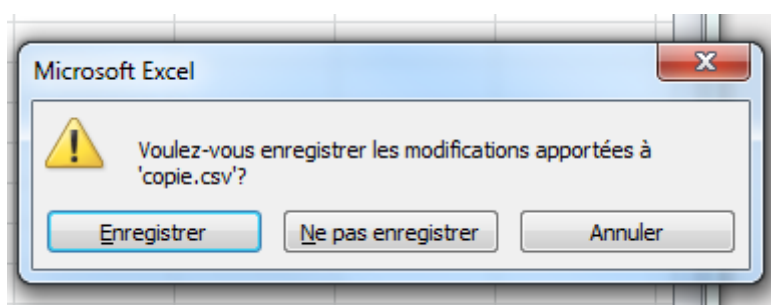 Microsoft Excel
Voulez-vous enregistrer les modifications apportées à
'copie.csv'?
Enregistrer
Ne pas enregistrer
Annuler